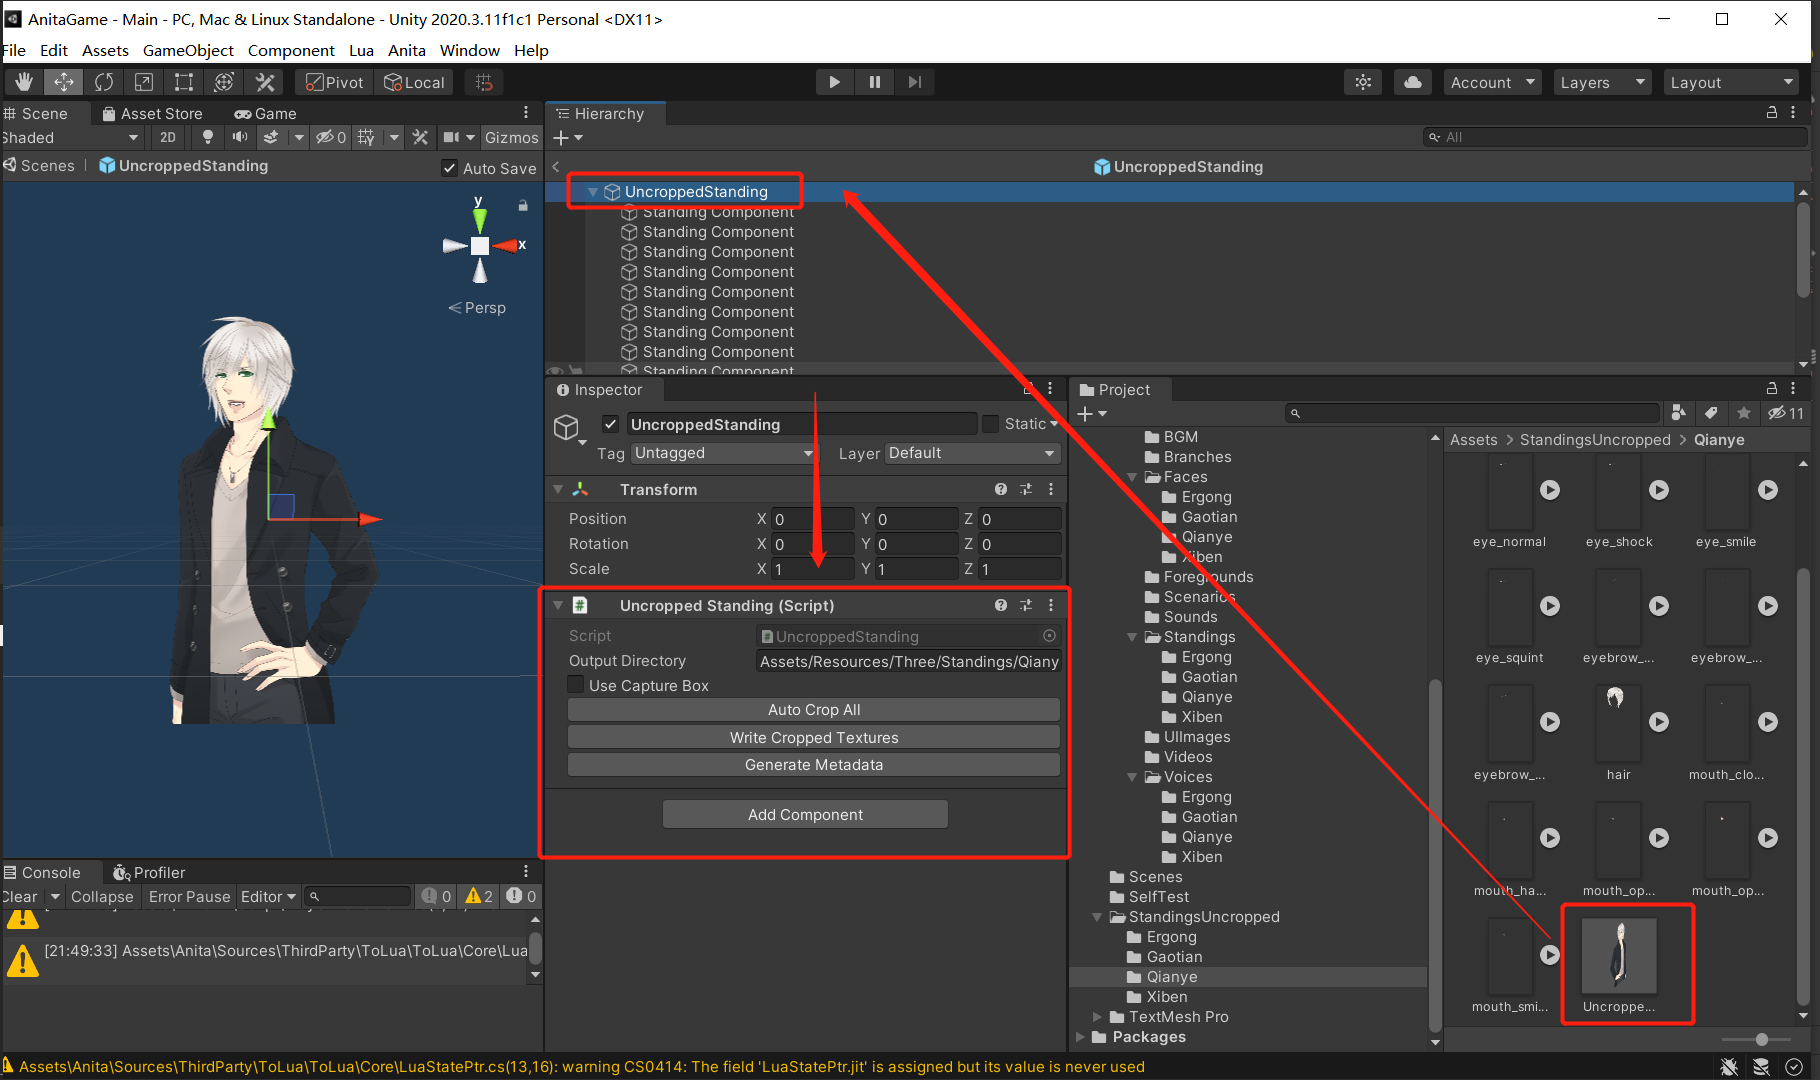 AnitaGame - Main - PC, Mac & Linux Standalone - Unity 2020.3.11f1c1 Personal <DX11>
File Edit Assets GameObject Component Lua Anita Window Help
Pivot Local Account Layers Layout
Scene Asset Store Game
Shaded 2D 0 Gizmos
Scenes UncroppedStanding Auto Save
y
x
Persp
Hierarchy
All
UncroppedStanding
UncroppedStanding
Standing Component
Standing Component
Standing Component
Standing Component
Standing Component
Standing Component
Standing Component
Standing Component
Standing Component
Inspector
UncroppedStanding Static
Tag Untagged Layer Default
Transform
Position X 0 Y 0 Z 0
Rotation X 0 Y 0 Z 0
Scale X 1 Y 1 Z 1
Uncropped Standing (Script)
Script UncroppedStanding
Output Directory Assets/Resources/Three/Standings/Qiany
Use Capture Box
Auto Crop All
Write Cropped Textures
Generate Metadata
Add Component
Project
11
BGM
Branches
Faces
Ergong
Gaotian
Qianye
Xiben
Foregrounds
Scenarios
Sounds
Standings
Ergong
Gaotian
Qianye
Xiben
UIImages
Videos
Voices
Ergong
Gaotian
Qianye
Xiben
Scenes
SelfTest
StandingsUncropped
Ergong
Gaotian
Qianye
Xiben
TextMesh Pro
Packages
Assets > StandingsUncropped > Qianye
eye_normal eye_shock eye_smile
eye_squint eyebrow_... eyebrow_...
eyebrow_... hair mouth_clo...
mouth_ha... mouth_op... mouth_op...
mouth_smi... Uncroppe...
Console Profiler
Clear Collapse Error Pause Editor 0 2 0
[21:49:33] Assets\Anita\Sources\ThirdParty\ToLua\ToLua\Core\Lua
Assets\Anita\Sources\ThirdParty\ToLua\ToLua\Core\LuaStatePtr.cs(13,16): warning CS0414: The field 'LuaStatePtr.jit' is assigned but its value is never used